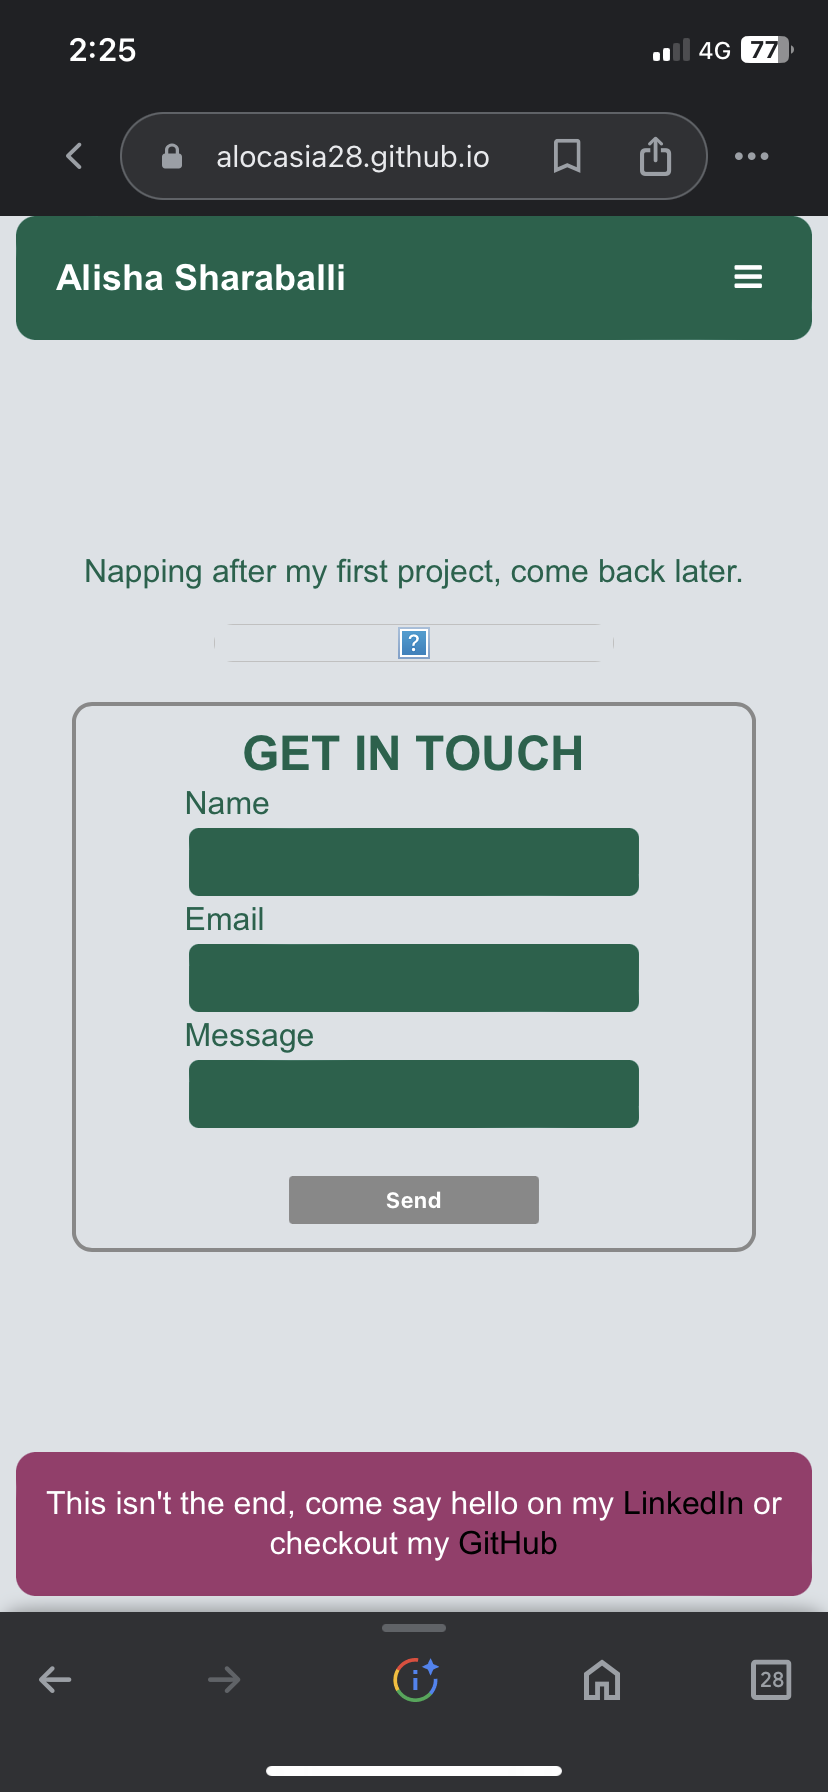 2:25
4G
77
alocasia28.github.io
Alisha Sharaballi
Napping after my first project, come back later.
?
GET IN TOUCH
Name
Email
Message
Send
This isn't the end, come say hello on my LinkedIn or
checkout my GitHub
28